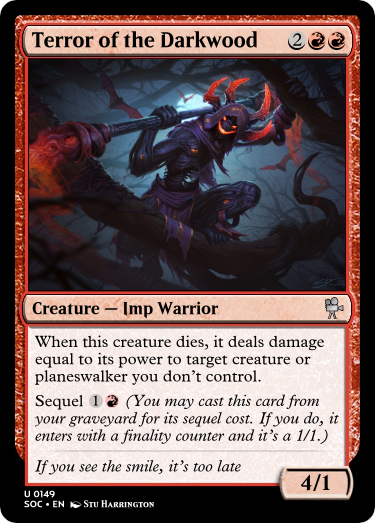 Terror of the Darkwood 2
Creature — Imp Warrior
When this creature dies, it deals damage
equal to its power to target creature or
planeswalker you don't control.
Sequel 1 (You may cast this card from
your graveyard for its sequel cost. If you do, it
enters with a finality counter and it's a 1/1.)
If you see the smile, it's too late
4/1
U 0149
SOC • EN Stu Harrington